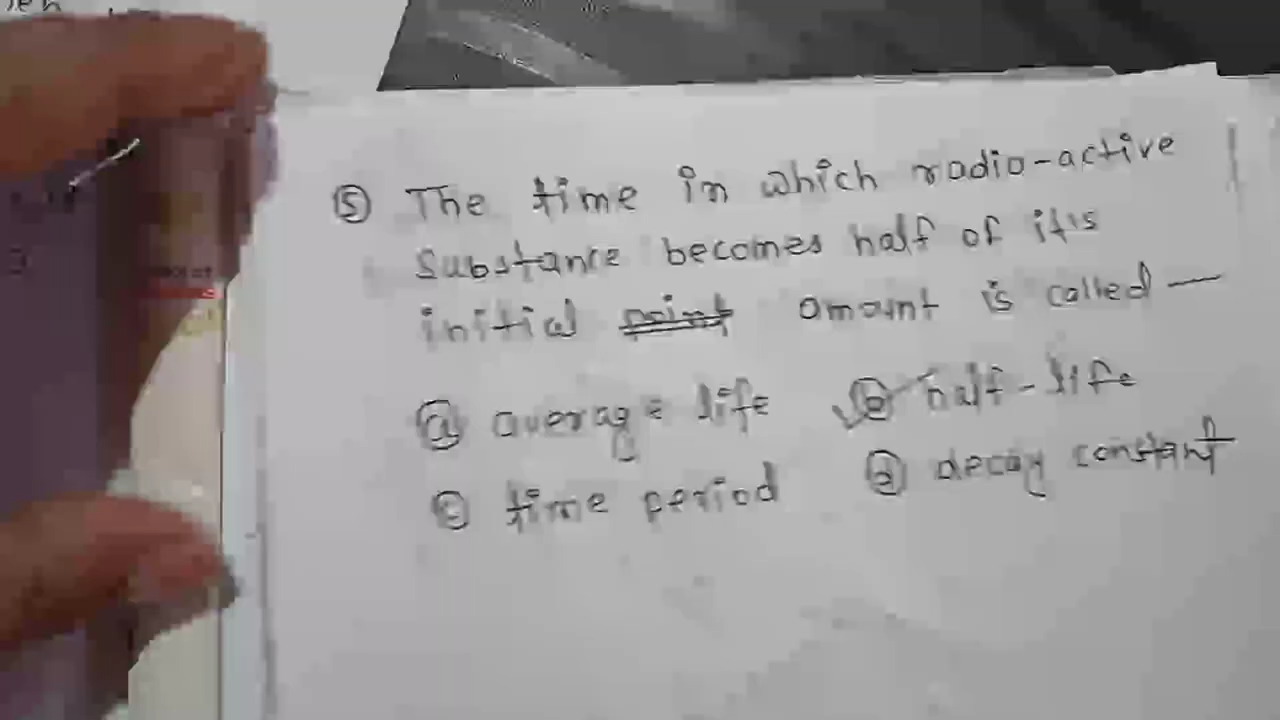 ⑤ The time in which radio-active
substance becomes half of it's
initial point amount is called —
ⓐ average life ⓑ half-life
ⓒ time period ⓓ decay constant